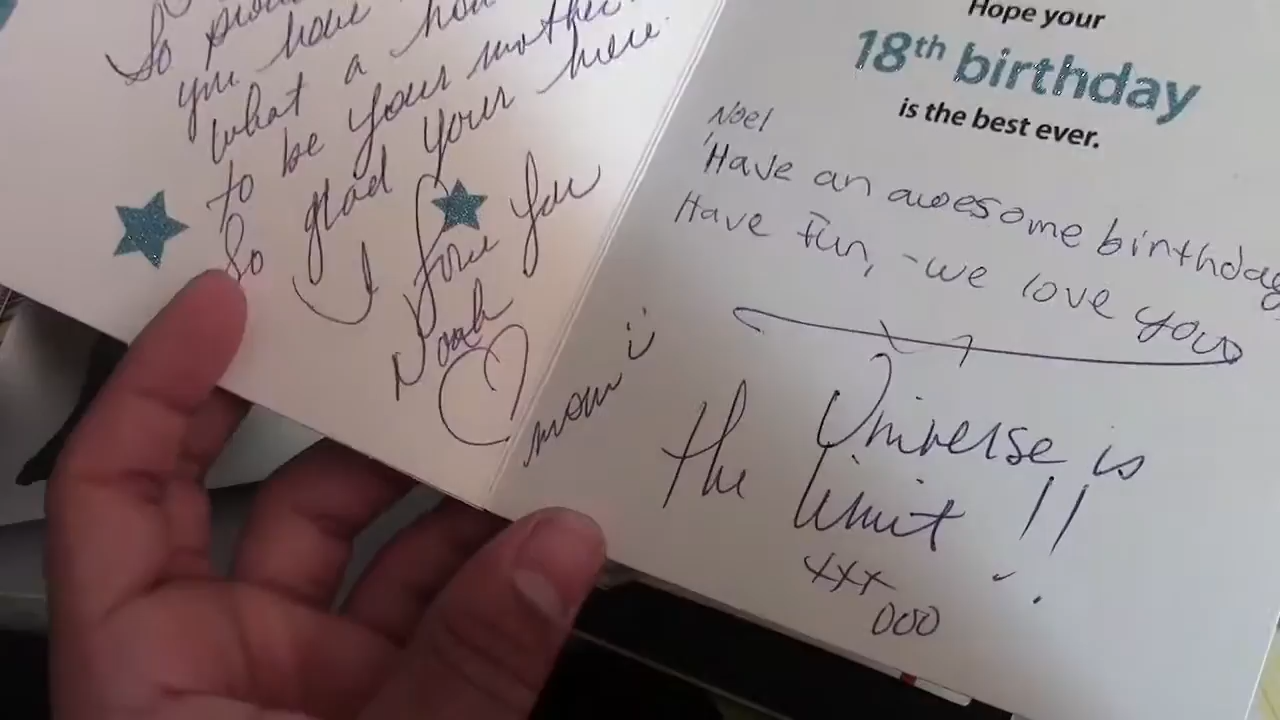 So
you have
what a
to be your mother.
So glad your here
I love you
Noah
mom
Hope your
18th birthday
is the best ever.
Noel
Have an awesome birthday
Have Fun, - we love you
the Universe is
the limit !!
xxx
ooo